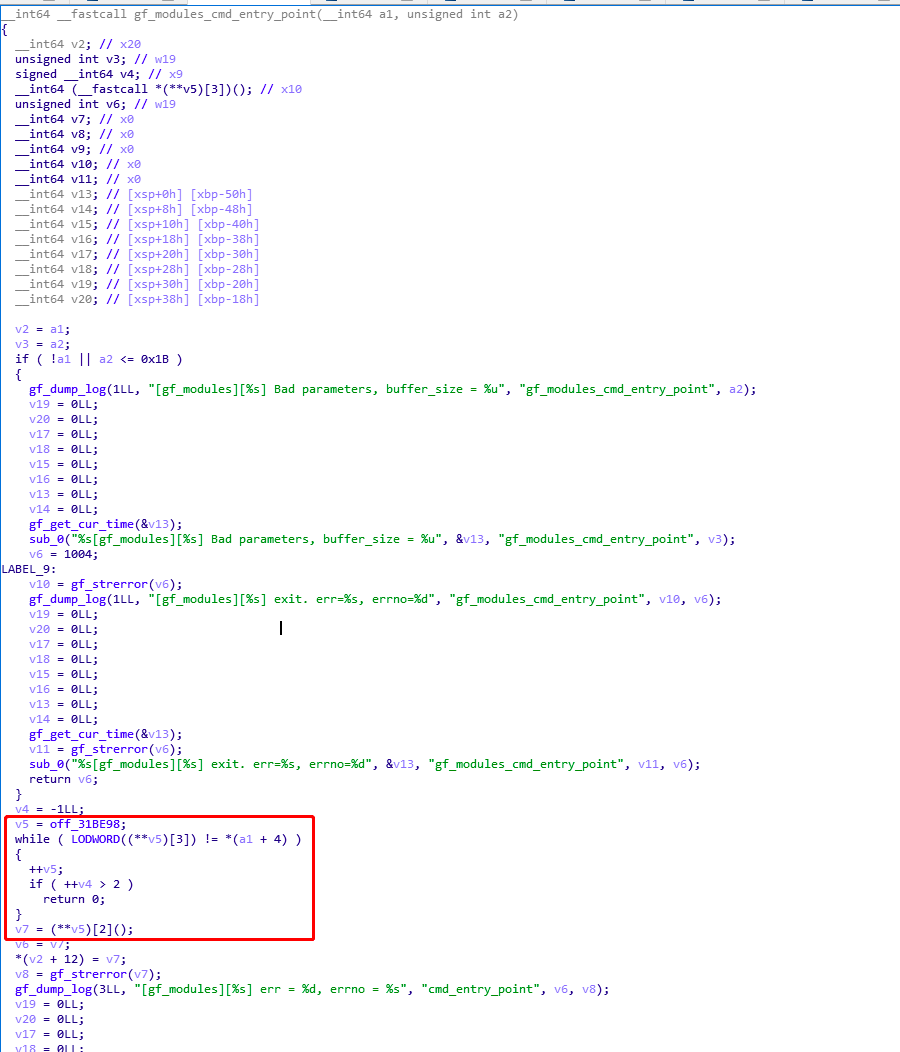 __int64 __fastcall gf_modules_cmd_entry_point(__int64 a1, unsigned int a2)
{
  __int64 v2; // x20
  unsigned int v3; // w19
  signed __int64 v4; // x9
  __int64 (__fastcall *(**v5)[3])(); // x10
  unsigned int v6; // w19
  __int64 v7; // x0
  __int64 v8; // x0
  __int64 v9; // x0
  __int64 v10; // x0
  __int64 v11; // x0
  __int64 v13; // [xsp+0h] [xbp-50h]
  __int64 v14; // [xsp+8h] [xbp-48h]
  __int64 v15; // [xsp+10h] [xbp-40h]
  __int64 v16; // [xsp+18h] [xbp-38h]
  __int64 v17; // [xsp+20h] [xbp-30h]
  __int64 v18; // [xsp+28h] [xbp-28h]
  __int64 v19; // [xsp+30h] [xbp-20h]
  __int64 v20; // [xsp+38h] [xbp-18h]

  v2 = a1;
  v3 = a2;
  if ( !a1 || a2 <= 0x1B )
  {
    gf_dump_log(1LL, "[gf_modules][%s] Bad parameters, buffer_size = %u", "gf_modules_cmd_entry_point", a2);
    v19 = 0LL;
    v20 = 0LL;
    v17 = 0LL;
    v18 = 0LL;
    v15 = 0LL;
    v16 = 0LL;
    v13 = 0LL;
    v14 = 0LL;
    gf_get_cur_time(&v13);
    sub_0("%s[gf_modules][%s] Bad parameters, buffer_size = %u", &v13, "gf_modules_cmd_entry_point", v3);
    v6 = 1004;
LABEL_9:
    v10 = gf_strerror(v6);
    gf_dump_log(1LL, "[gf_modules][%s] exit. err=%s, errno=%d", "gf_modules_cmd_entry_point", v10, v6);
    v19 = 0LL;
    v20 = 0LL;
    v17 = 0LL;
    v18 = 0LL;
    v15 = 0LL;
    v16 = 0LL;
    v13 = 0LL;
    v14 = 0LL;
    gf_get_cur_time(&v13);
    v11 = gf_strerror(v6);
    sub_0("%s[gf_modules][%s] exit. err=%s, errno=%d", &v13, "gf_modules_cmd_entry_point", v11, v6);
    return v6;
  }
  v4 = -1LL;
  v5 = off_31BE98;
  while ( LODWORD((**v5)[3]) != *(a1 + 4) )
  {
    ++v5;
    if ( ++v4 > 2 )
      return 0;
  }
  v7 = (**v5)[2]();
  v6 = v7;
  *(v2 + 12) = v7;
  v8 = gf_strerror(v7);
  gf_dump_log(3LL, "[gf_modules][%s] err = %d, errno = %s", "cmd_entry_point", v6, v8);
  v19 = 0LL;
  v20 = 0LL;
  v17 = 0LL;
  v18 = 0LL;